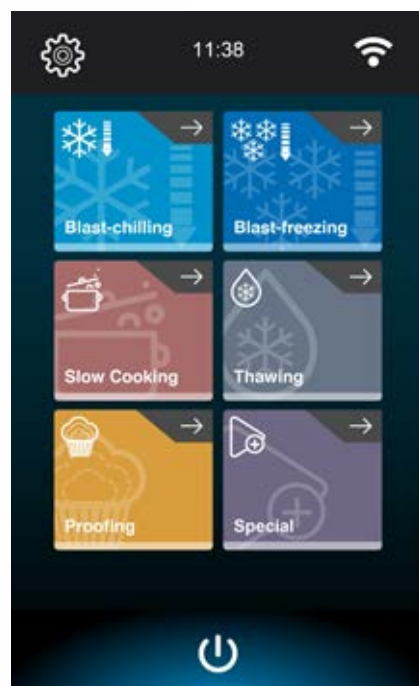 11:38
Blast-chilling
Blast-freezing
Slow Cooking
Thawing
Proofing
Special